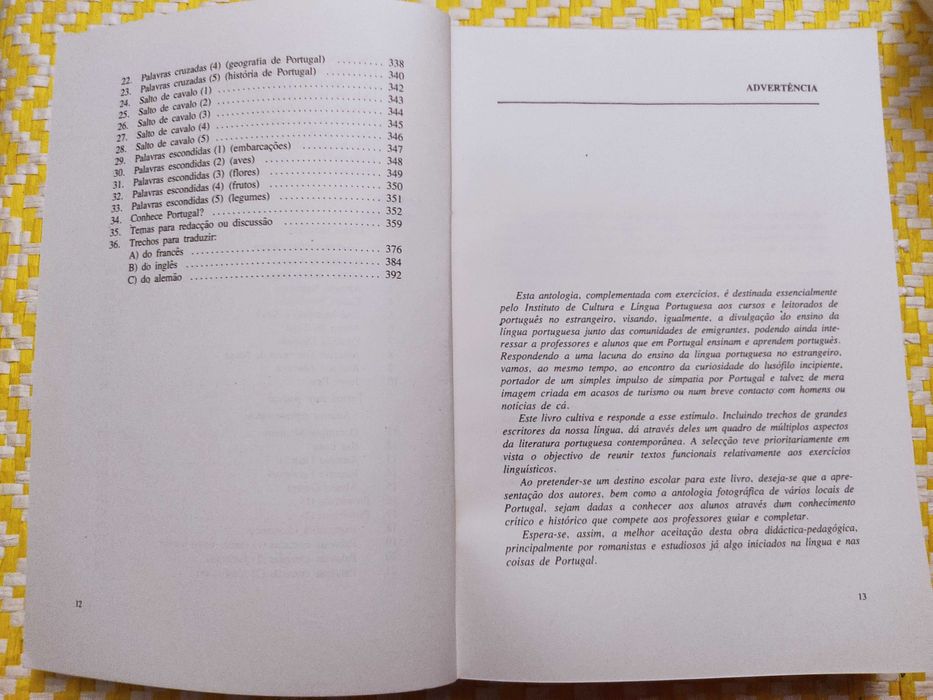 22. Palavras cruzadas (4) (geografia de Portugal) ......... 338
23. Palavras cruzadas (5) (história de Portugal) ......... 340
24. Salto de cavalo (1) ......... 342
25. Salto de cavalo (2) ......... 343
26. Salto de cavalo (3) ......... 344
27. Salto de cavalo (4) ......... 345
28. Salto de cavalo (5) ......... 346
29. Palavras escondidas (1) (embarcações) ......... 347
30. Palavras escondidas (2) (aves) ......... 348
31. Palavras escondidas (3) (flores) ......... 349
32. Palavras escondidas (4) (frutos) ......... 350
33. Palavras escondidas (5) (legumes) ......... 351
34. Conhece Portugal? ......... 352
35. Temas para redacção ou discussão ......... 359
36. Trechos para traduzir:
A) do francês ......... 376
B) do inglês ......... 384
C) do alemão ......... 392
12
ADVERTÊNCIA
Esta antologia, complementada com exercícios, é destinada essencialmente
pelo Instituto de Cultura e Língua Portuguesa aos cursos e leitorados de
português no estrangeiro, visando, igualmente, a divulgação do ensino da
língua portuguesa junto das comunidades de emigrantes, podendo ainda inte-
ressar a professores e alunos que em Portugal ensinam e aprendem português.
Respondendo a uma lacuna do ensino da língua portuguesa no estrangeiro,
vamos, ao mesmo tempo, ao encontro da curiosidade do lusófilo incipiente,
portador de um simples impulso de simpatia por Portugal e talvez de mera
imagem criada em acasos de turismo ou num breve contacto com homens ou
notícias de cá.
Este livro cultiva e responde a esse estímulo. Incluindo trechos de grandes
escritores da nossa língua, dá através deles um quadro de múltiplos aspectos
da literatura portuguesa contemporânea. A selecção teve prioritariamente em
vista o objectivo de reunir textos funcionais relativamente aos exercícios
linguísticos.
Ao pretender-se um destino escolar para este livro, deseja-se que a apre-
sentação dos autores, bem como a antologia fotográfica de vários locais de
Portugal, sejam dadas a conhecer aos alunos através dum conhecimento
crítico e histórico que compete aos professores guiar e completar.
Espera-se, assim, a melhor aceitação desta obra didáctica-pedagógica,
principalmente por romanistas e estudiosos já algo iniciados na língua e nas
coisas de Portugal.
13